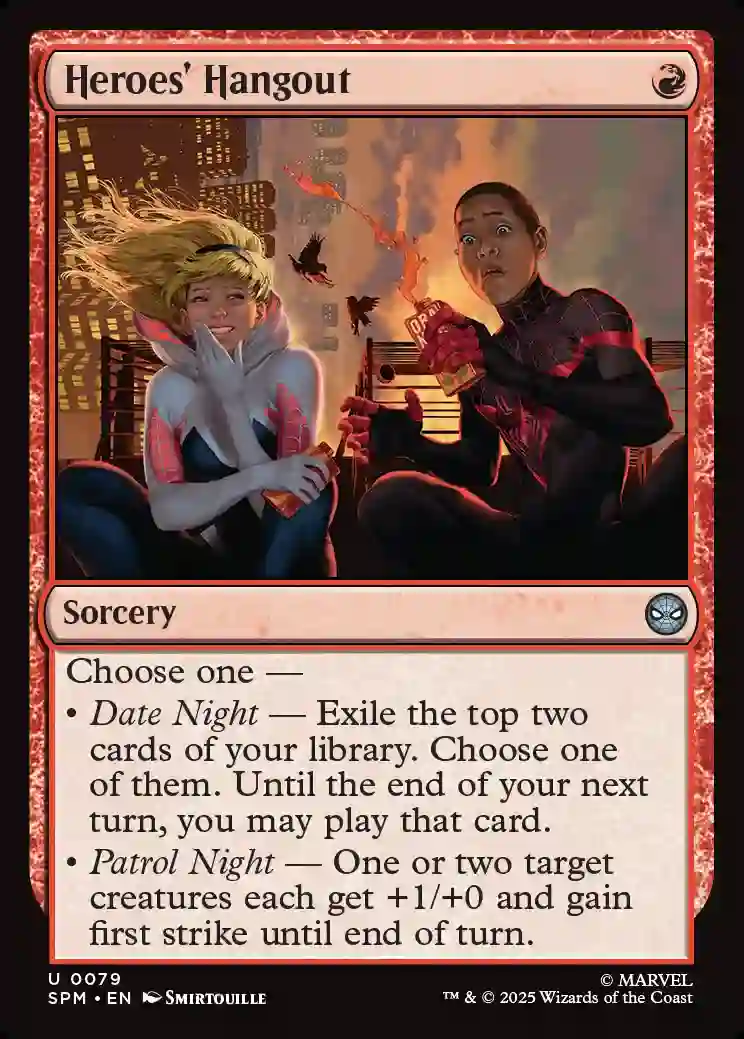 Heroes' Hangout
Sorcery
Choose one —
• Date Night — Exile the top two
cards of your library. Choose one
of them. Until the end of your next
turn, you may play that card.
• Patrol Night — One or two target
creatures each get +1/+0 and gain
first strike until end of turn.
U 0079
SPM • EN SMIRTOUILLE
© MARVEL
™ & © 2025 Wizards of the Coast